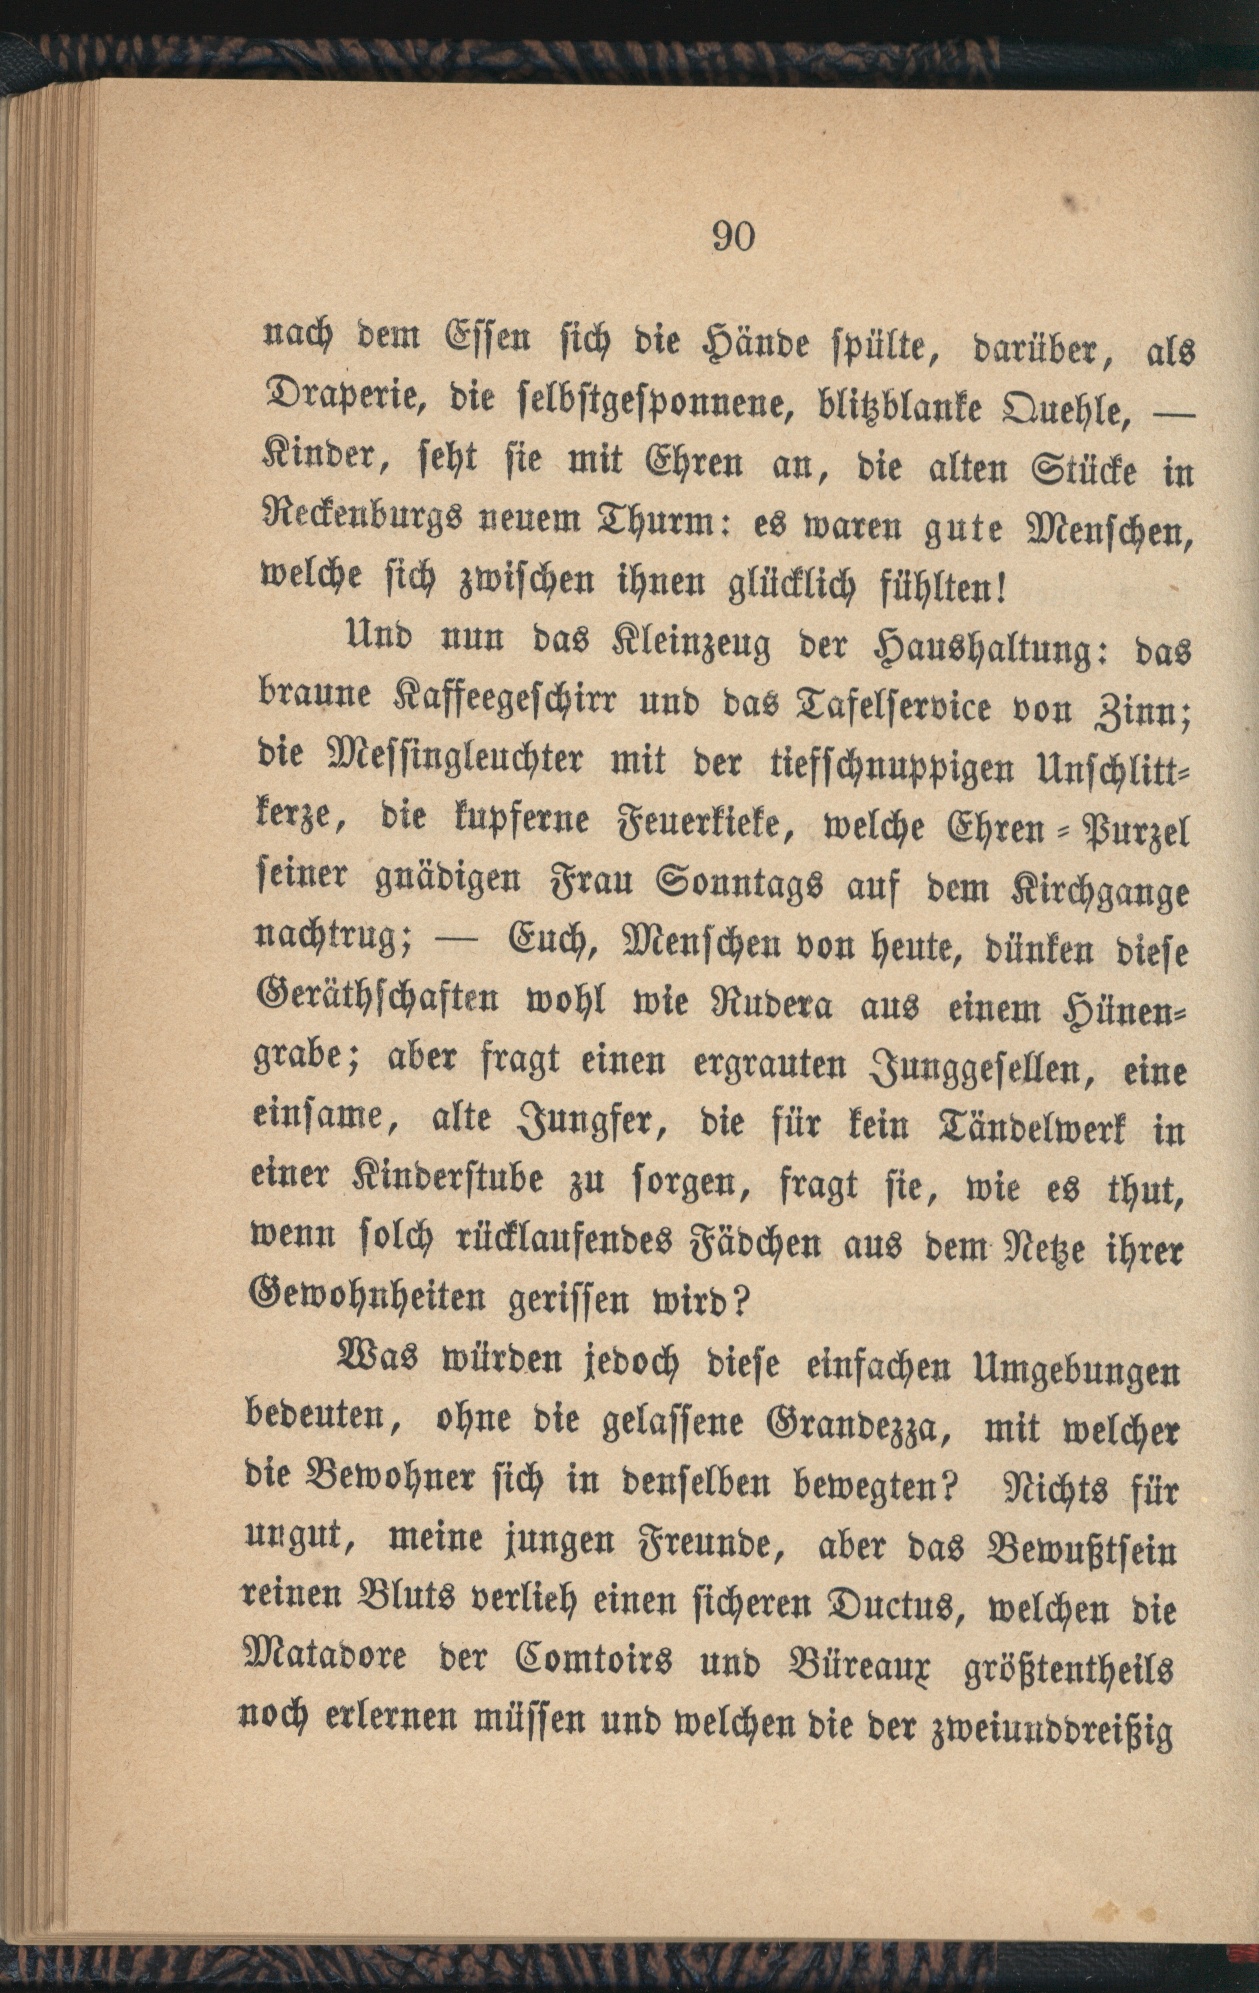 90
nach dem Essen sich die Hände spülte, darüber, als
Draperie, die selbstgesponnene, blitzblanke Quehle, —
Kinder, seht sie mit Ehren an, die alten Stücke in
Reckenburgs neuem Thurm: es waren gute Menschen,
welche sich zwischen ihnen glücklich fühlten!
Und nun das Kleinzeug der Haushaltung: das
braune Kaffeegeschirr und das Tafelservice von Zinn;
die Messingleuchter mit der tiefschnuppigen Unschlitt-
kerze, die kupferne Feuerkieke, welche Ehren-Purzel
seiner gnädigen Frau Sonntags auf dem Kirchgange
nachtrug; — Euch, Menschen von heute, dünken diese
Geräthschaften wohl wie Rudera aus einem Hünen-
grabe; aber fragt einen ergrauten Junggesellen, eine
einsame, alte Jungfer, die für kein Tändelwerk in
einer Kinderstube zu sorgen, fragt sie, wie es thut,
wenn solch rücklaufendes Fädchen aus dem Netze ihrer
Gewohnheiten gerissen wird?
Was würden jedoch diese einfachen Umgebungen
bedeuten, ohne die gelassene Grandezza, mit welcher
die Bewohner sich in denselben bewegten? Nichts für
ungut, meine jungen Freunde, aber das Bewußtsein
reinen Bluts verlieh einen sicheren Ductus, welchen die
Matadore der Comtoirs und Büreaux größtentheils
noch erlernen müssen und welchen die der zweiunddreißig